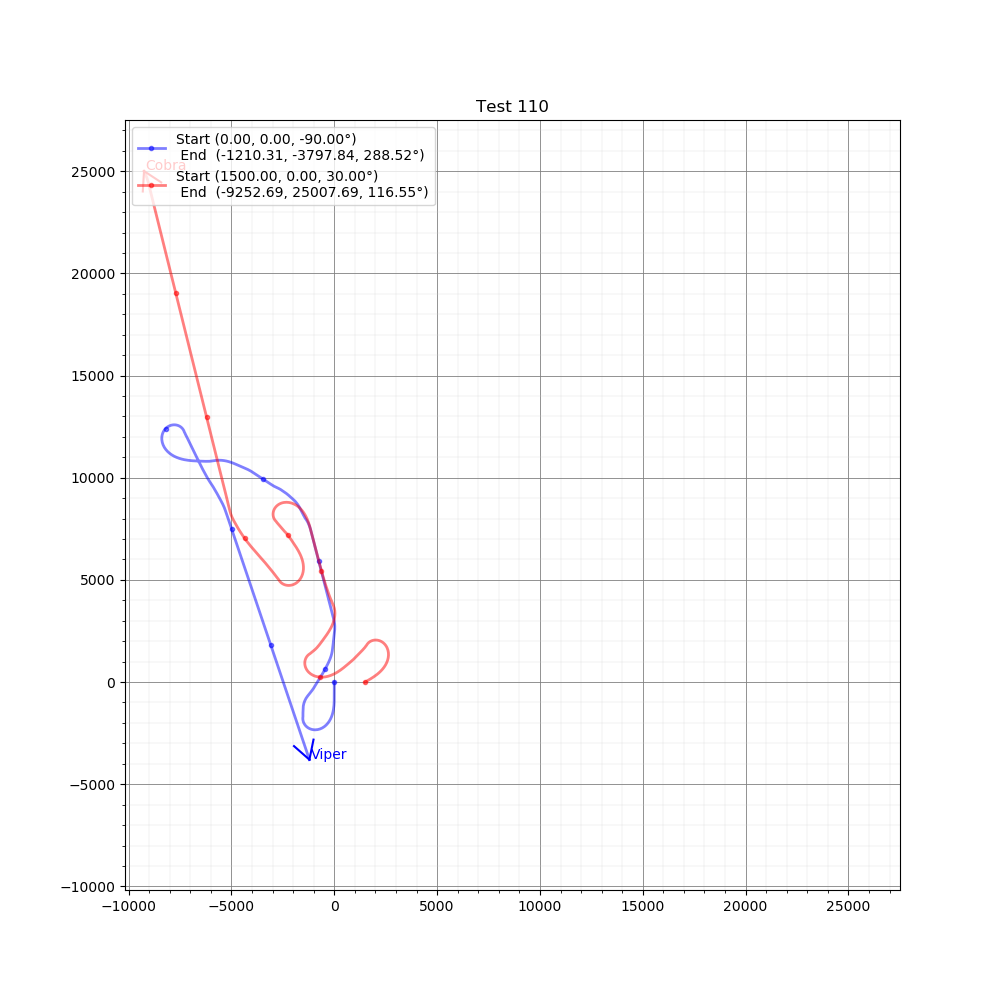 Test 110
Start (0.00, 0.00, -90.00°)
End  (-1210.31, -3797.84, 288.52°)
Start (1500.00, 0.00, 30.00°)
End  (-9252.69, 25007.69, 116.55°)
Cobra
25000
20000
15000
10000
5000
0
−5000
−10000
Viper
−10000 −5000 0 5000 10000 15000 20000 25000